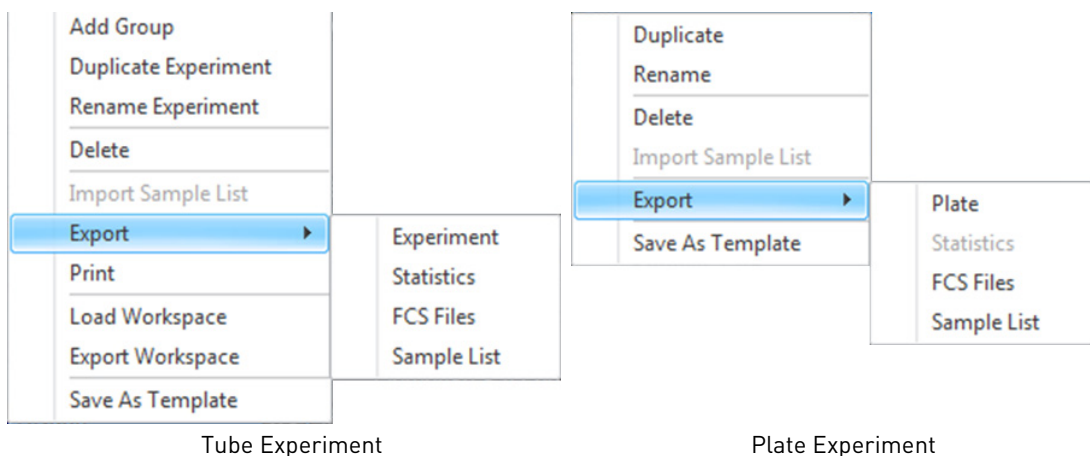 Add Group
Duplicate Experiment
Rename Experiment
Delete
Import Sample List
Export
Print
Load Workspace
Export Workspace
Save As Template
Experiment
Statistics
FCS Files
Sample List
Tube Experiment
Duplicate
Rename
Delete
Import Sample List
Export
Save As Template
Plate
Statistics
FCS Files
Sample List
Plate Experiment